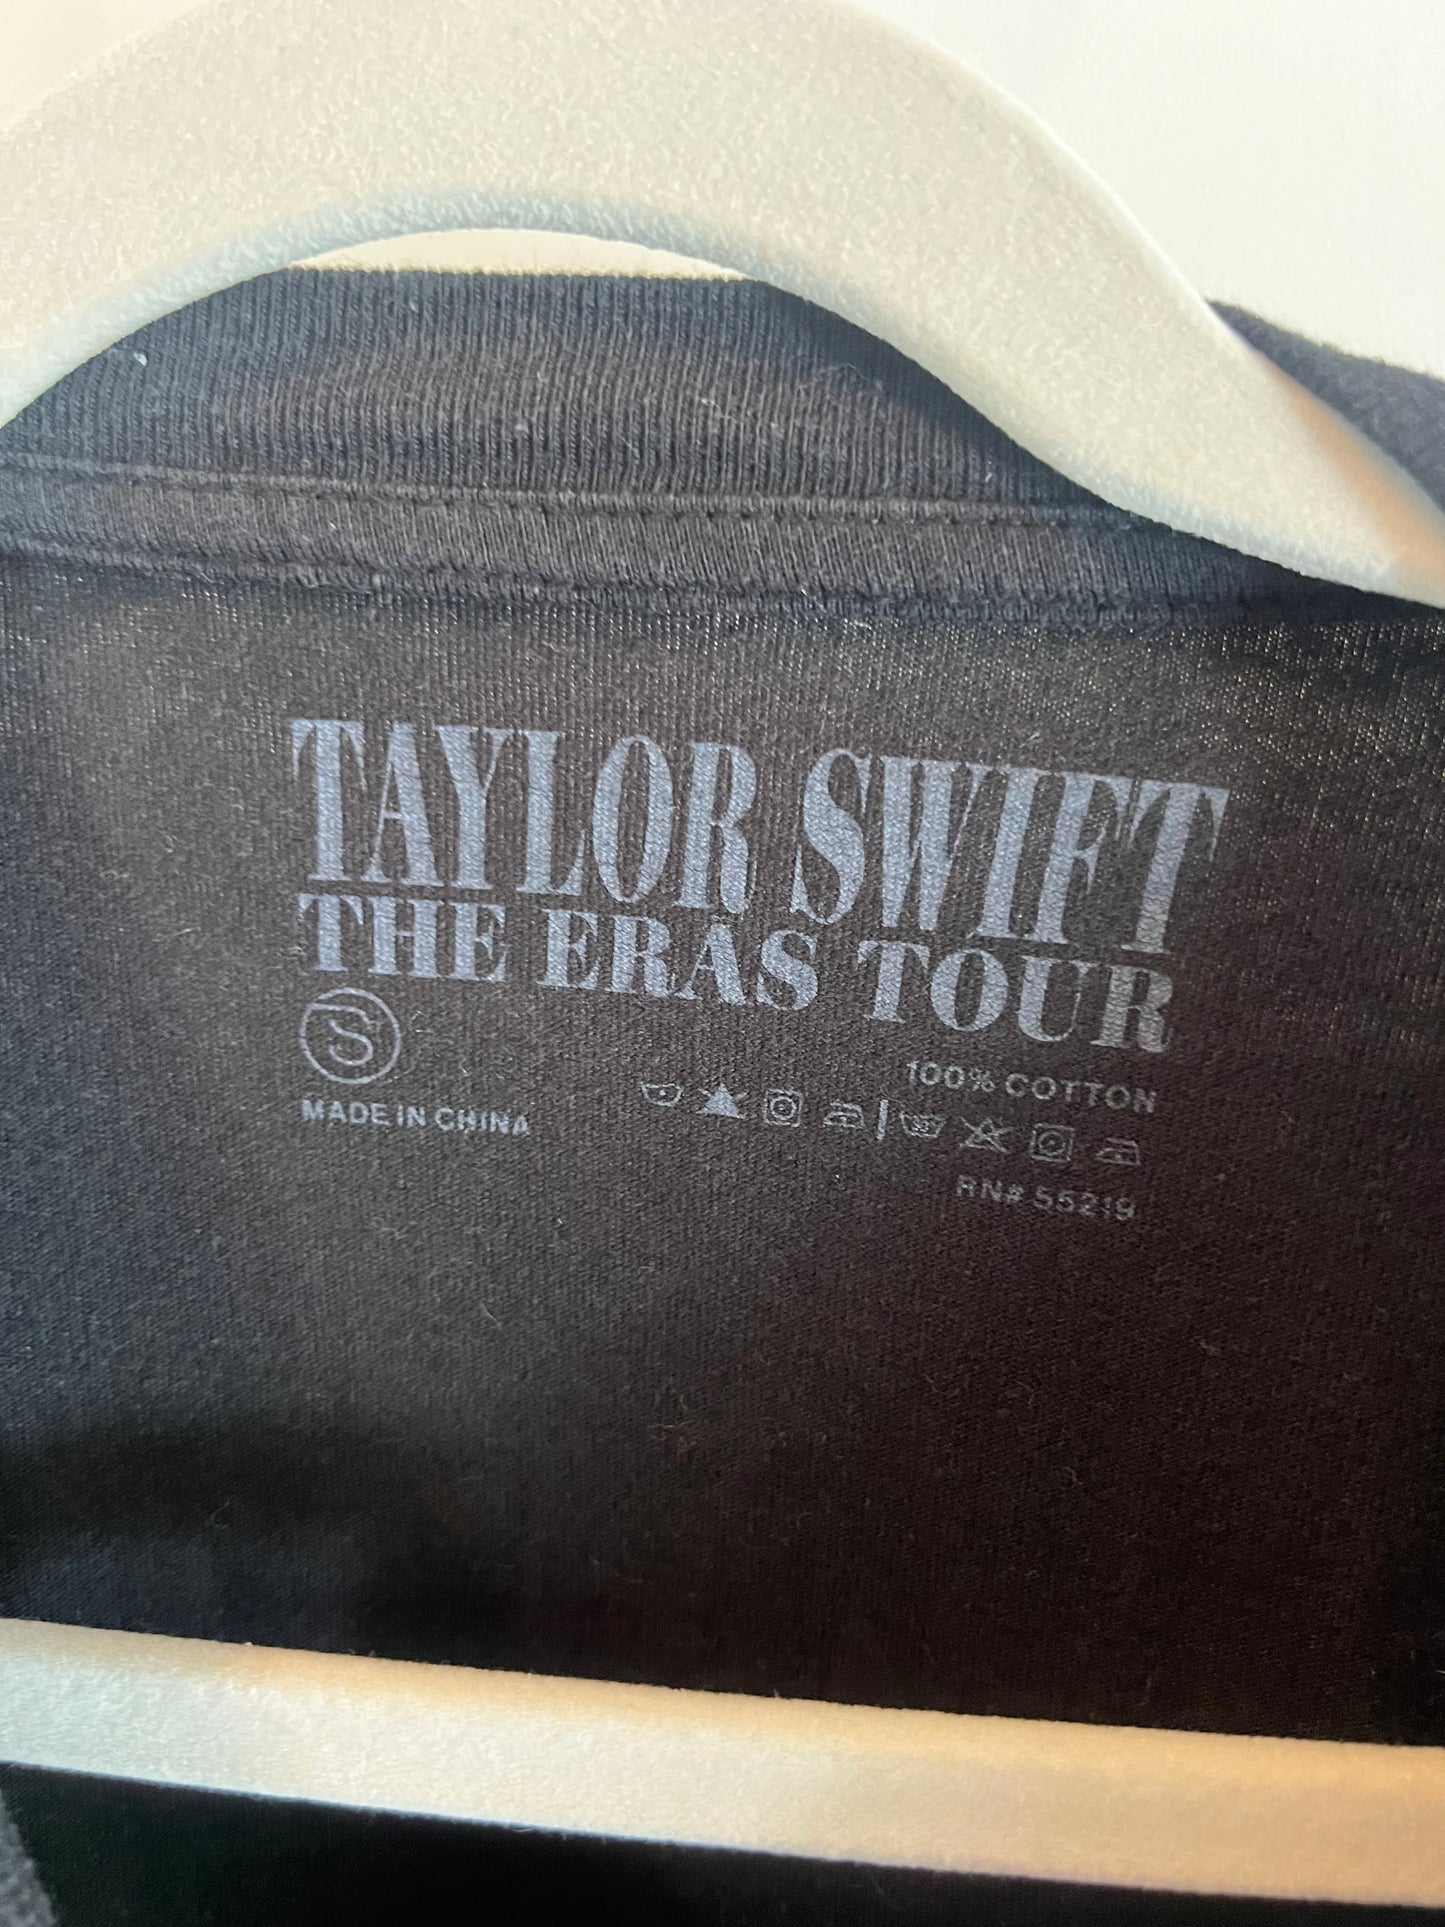 TAYLOR SWIFT
THE ERAS TOUR
S
MADE IN CHINA
100% COTTON
RN# 55219